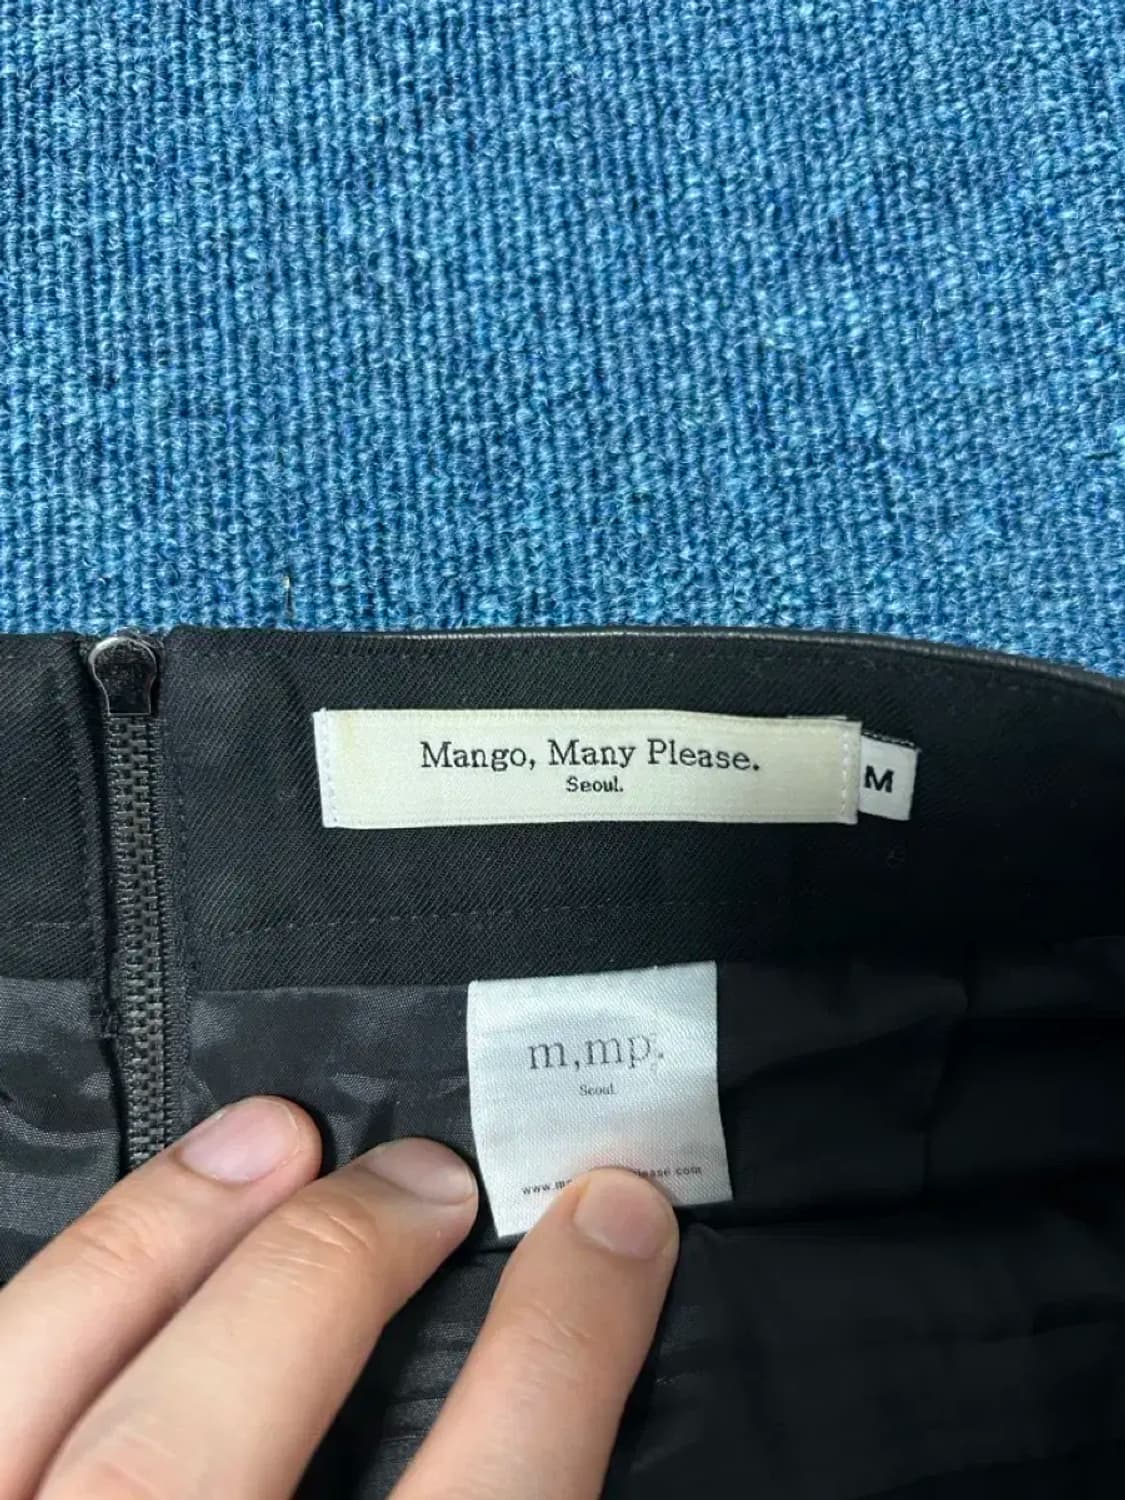 Mango, Many Please.
Seoul.
M
m,mp.
Seoul.